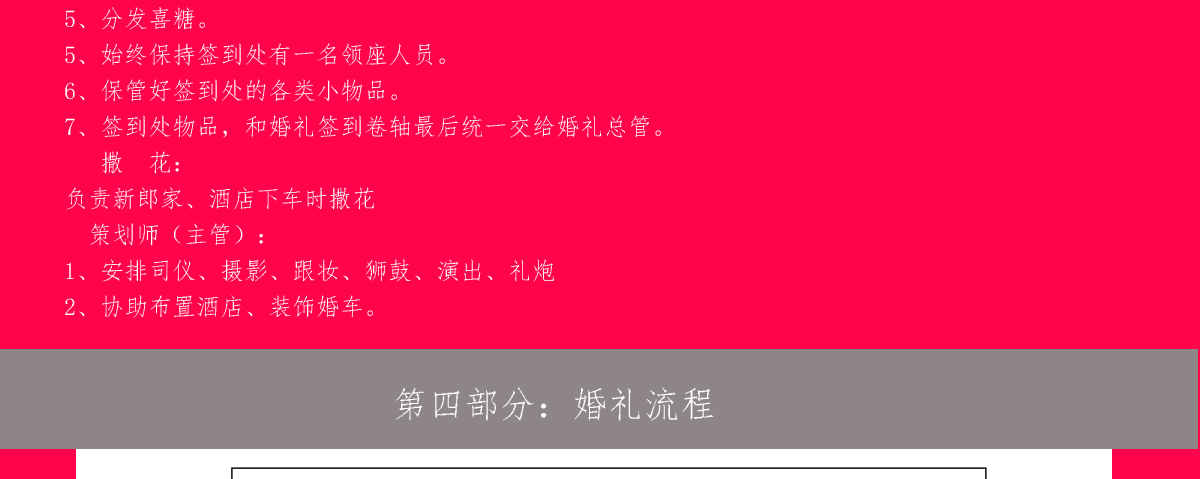 5、分发喜糖。
5、始终保持签到处有一名领座人员。
6、保管好签到处的各类小物品。
7、签到处物品，和婚礼签到卷轴最后统一交给婚礼总管。
撒　花：
负责新郎家、酒店下车时撒花
策划师（主管）：
1、安排司仪、摄影、跟妆、狮鼓、演出、礼炮
2、协助布置酒店、装饰婚车。
第四部分：婚礼流程